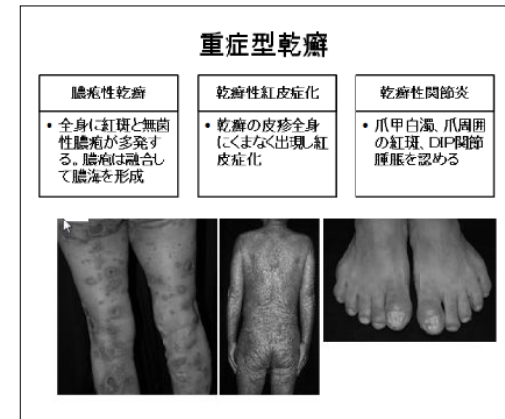 重症型乾癬
膿疱性乾癬
• 全身に紅斑と無菌
性膿疱が多発す
る。膿疱は融合し
て膿海を形成
乾癬性紅皮症化
• 乾癬の皮疹全身
にくまなく出現し紅
皮症化
乾癬性関節炎
• 爪甲白濁、爪周囲
の紅斑、DIP関節
腫脹を認める